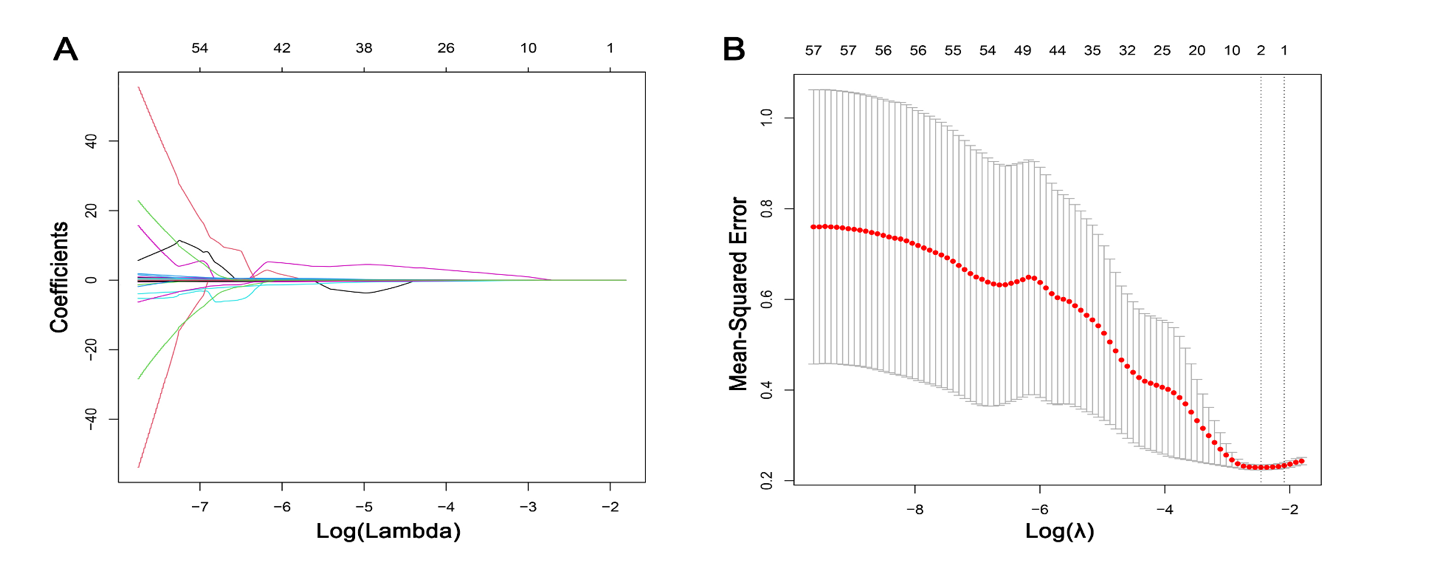 A
54 42 38 26 10 1
Coefficients
40
20
0
−20
−40
−7 −6 −5 −4 −3 −2
Log(Lambda)
B
57 57 56 56 55 54 49 44 35 32 25 20 10 2 1
Mean-Squared Error
1.0
0.8
0.6
0.4
0.2
−8 −6 −4 −2
Log(λ)